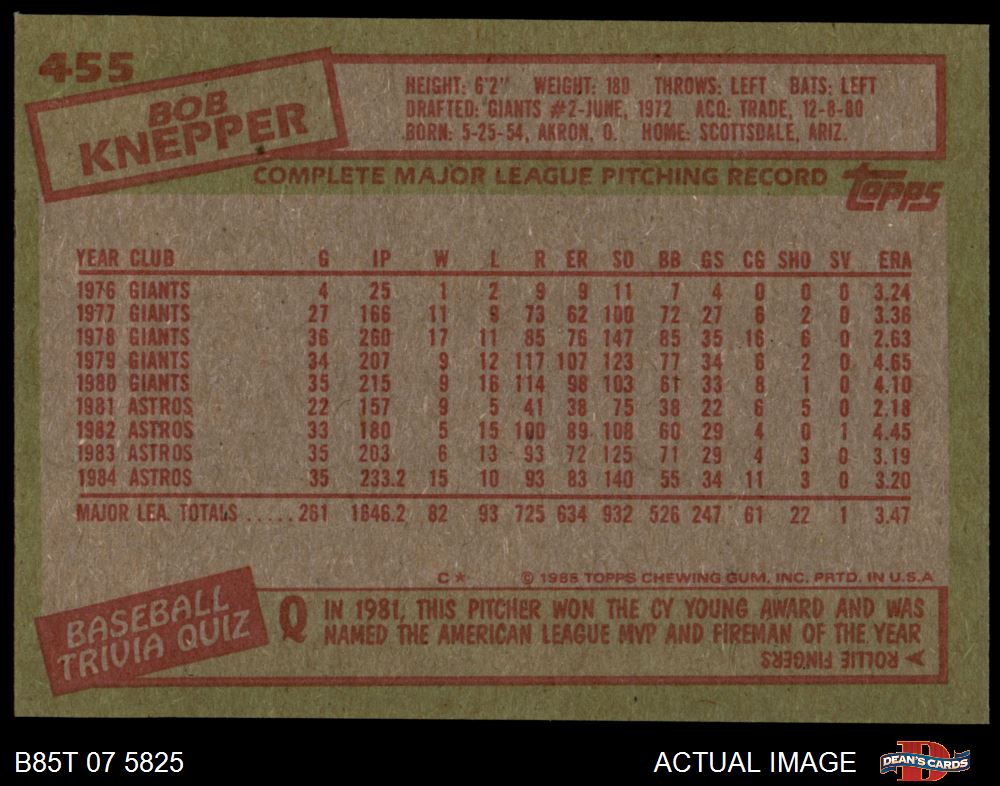 455
BOB
KNEPPER
HEIGHT: 6'2" WEIGHT: 180 THROWS: LEFT BATS: LEFT
DRAFTED: GIANTS #2-JUNE, 1972 ACQ: TRADE, 12-8-80
BORN: 5-25-54, AKRON, O. HOME: SCOTTSDALE, ARIZ.
COMPLETE MAJOR LEAGUE PITCHING RECORD
TOPPS
YEAR CLUB G IP W L R ER SO BB GS CG SHO SV ERA
1976 GIANTS 4 25 1 2 9 9 11 7 4 0 0 0 3.24
1977 GIANTS 27 166 11 9 73 62 100 72 27 6 2 0 3.36
1978 GIANTS 36 260 17 11 85 76 147 85 35 16 6 0 2.63
1979 GIANTS 34 207 9 12 117 107 123 77 34 6 2 0 4.65
1980 GIANTS 35 215 9 16 114 98 103 61 33 8 1 0 4.10
1981 ASTROS 22 157 9 5 41 38 75 38 22 6 5 0 2.18
1982 ASTROS 33 180 5 15 100 89 108 60 29 4 0 1 4.45
1983 ASTROS 35 203 6 13 93 72 125 71 29 4 3 0 3.19
1984 ASTROS 35 233.2 15 10 93 83 140 55 34 11 3 0 3.20
MAJOR LEA. TOTALS ..... 261 1646.2 82 93 725 634 932 526 247 61 22 1 3.47
C* © 1985 TOPPS CHEWING GUM, INC. PRTD. IN U.S.A
BASEBALL
TRIVIA QUIZ
Q IN 1981, THIS PITCHER WON THE CY YOUNG AWARD AND WAS
NAMED THE AMERICAN LEAGUE MVP AND FIREMAN OF THE YEAR
ROLLIE FINGERS
B85T 07 5825
ACTUAL IMAGE
DEAN'S CARDS